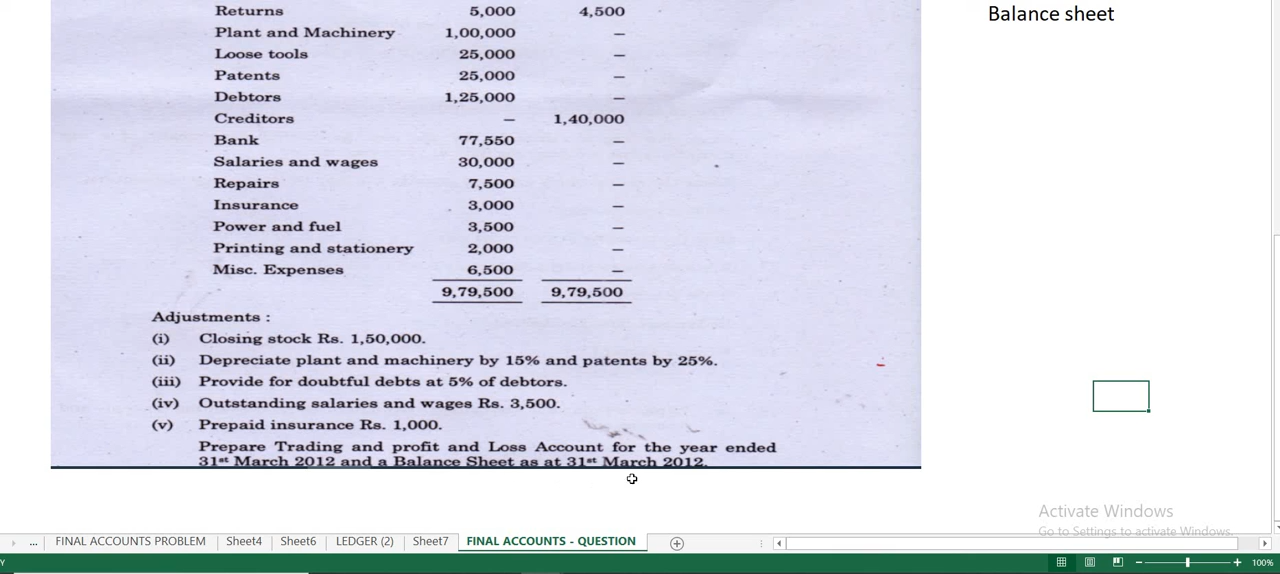 Returns 5,000 4,500
Balance sheet
Plant and Machinery 1,00,000 –
Loose tools 25,000 –
Patents 25,000 –
Debtors 1,25,000 –
Creditors – 1,40,000
Bank 77,550 –
Salaries and wages 30,000 –
Repairs 7,500 –
Insurance 3,000 –
Power and fuel 3,500 –
Printing and stationery 2,000 –
Misc. Expenses 6,500 –
9,79,500 9,79,500
Adjustments :
(i) Closing stock Rs. 1,50,000.
(ii) Depreciate plant and machinery by 15% and patents by 25%.
(iii) Provide for doubtful debts at 5% of debtors.
(iv) Outstanding salaries and wages Rs. 3,500.
(v) Prepaid insurance Rs. 1,000.
Prepare Trading and profit and Loss Account for the year ended
31st March 2012 and a Balance Sheet as at 31st March 2012.
Activate Windows
Go to Settings to activate Windows.
... FINAL ACCOUNTS PROBLEM Sheet4 Sheet6 LEDGER (2) Sheet7 FINAL ACCOUNTS - QUESTION
Y 100%